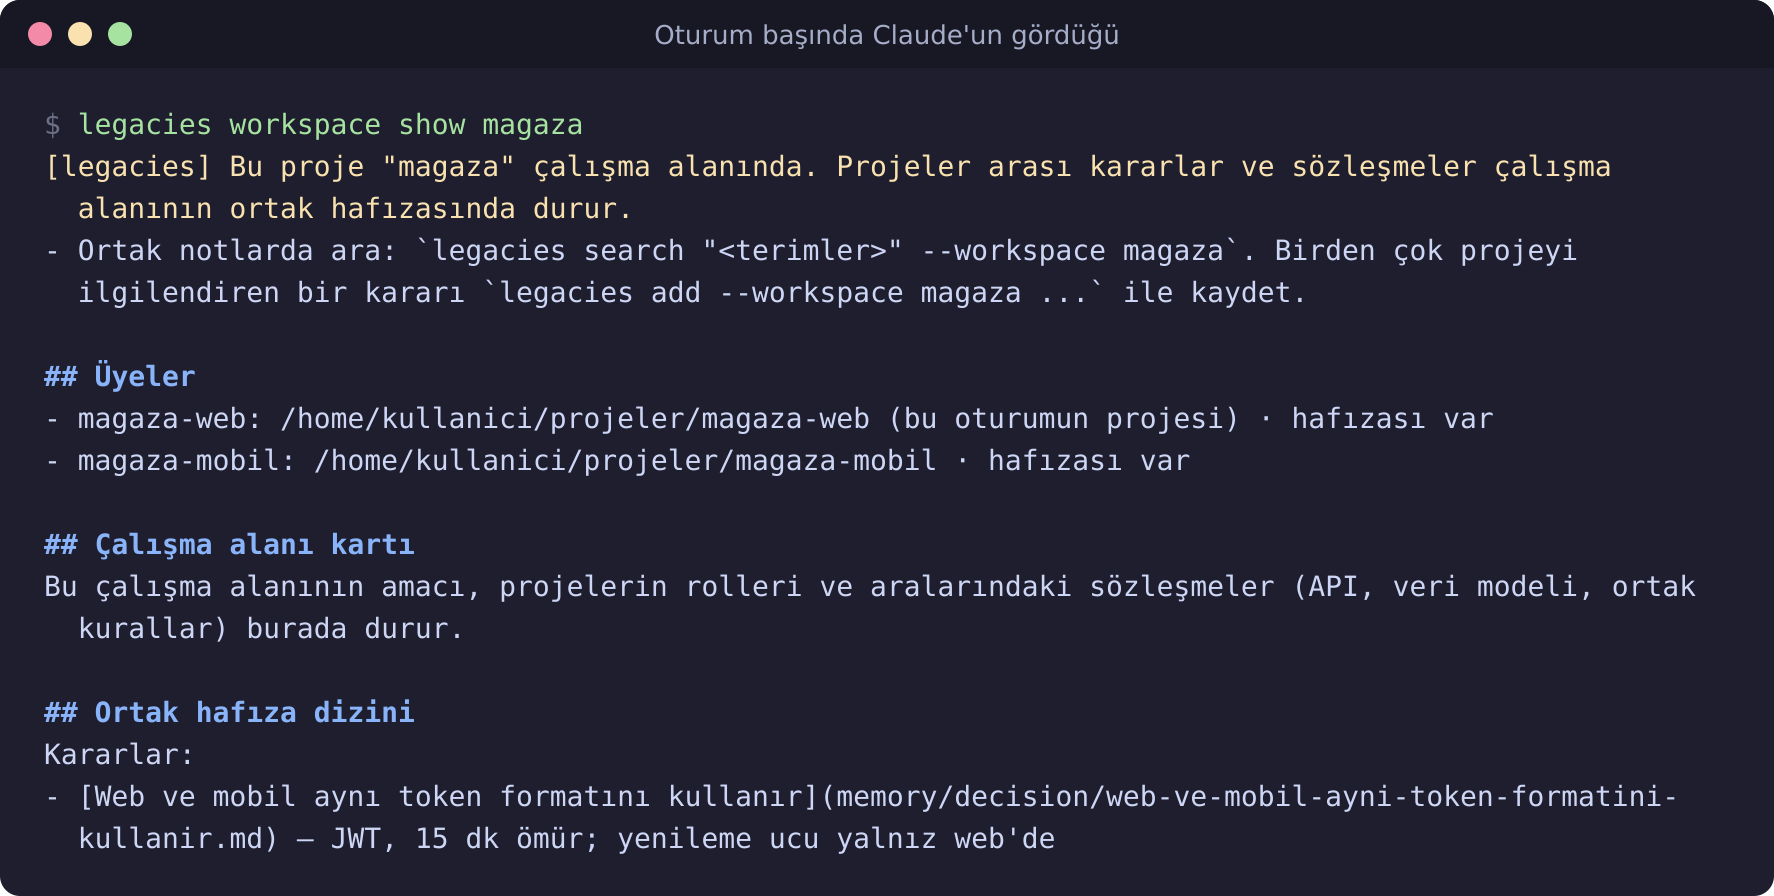 Oturum başında Claude'un gördüğü
$ legacies workspace show magaza
[legacies] Bu proje "magaza" çalışma alanında. Projeler arası kararlar ve sözleşmeler çalışma
alanının ortak hafızasında durur.
- Ortak notlarda ara: `legacies search "<terimler>" --workspace magaza`. Birden çok projeyi
ilgilendiren bir kararı `legacies add --workspace magaza ...` ile kaydet.
## Üyeler
- magaza-web: /home/kullanici/projeler/magaza-web (bu oturumun projesi) · hafızası var
- magaza-mobil: /home/kullanici/projeler/magaza-mobil · hafızası var
## Çalışma alanı kartı
Bu çalışma alanının amacı, projelerin rolleri ve aralarındaki sözleşmeler (API, veri modeli, ortak
kurallar) burada durur.
## Ortak hafıza dizini
Kararlar:
- [Web ve mobil aynı token formatını kullanır](memory/decision/web-ve-mobil-ayni-token-formatini-
kullanir.md) — JWT, 15 dk ömür; yenileme ucu yalnız web'de